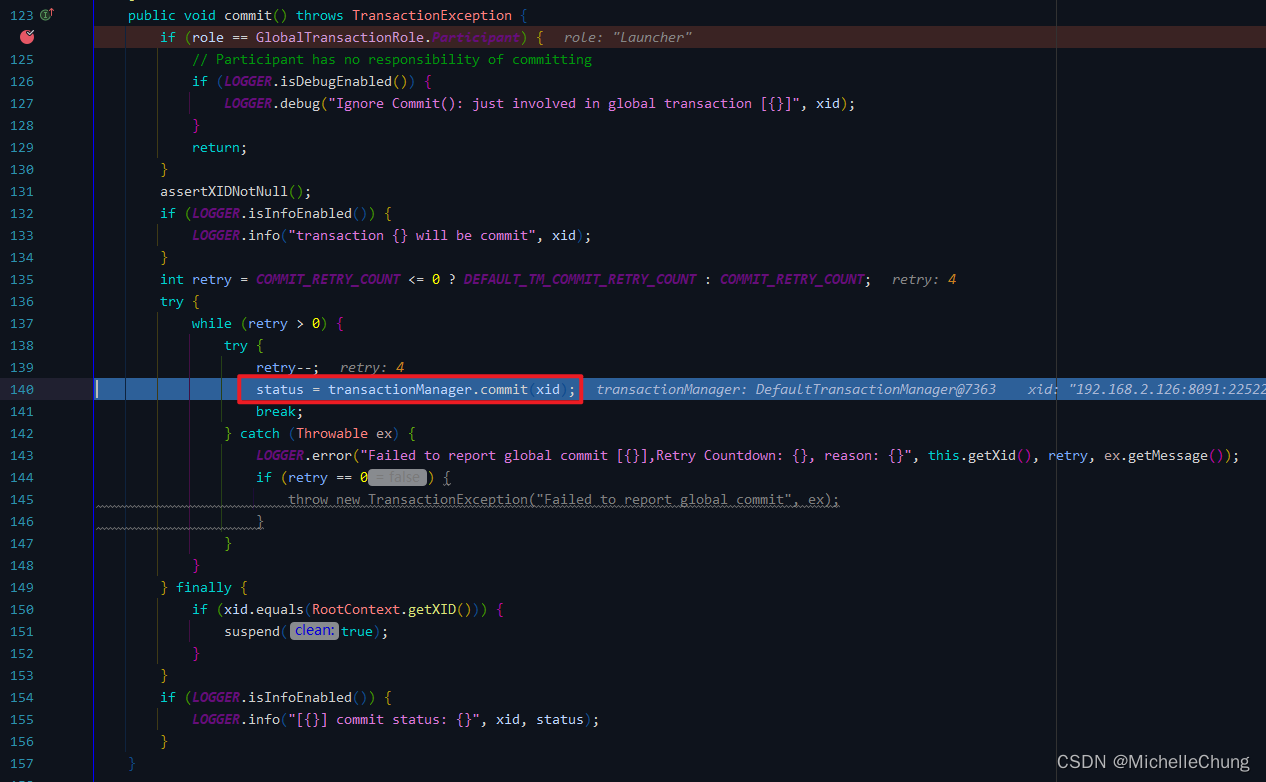 123 public void commit() throws TransactionException {
if (role == GlobalTransactionRole.Participant) { role: "Launcher"
125 // Participant has no responsibility of committing
126 if (LOGGER.isDebugEnabled()) {
127 LOGGER.debug("Ignore Commit(): just involved in global transaction [{}]", xid);
128 }
129 return;
130 }
131 assertXIDNotNull();
132 if (LOGGER.isInfoEnabled()) {
133 LOGGER.info("transaction {} will be commit", xid);
134 }
135 int retry = COMMIT_RETRY_COUNT <= 0 ? DEFAULT_TM_COMMIT_RETRY_COUNT : COMMIT_RETRY_COUNT; retry: 4
136 try {
137 while (retry > 0) {
138 try {
139 retry--; retry: 4
140 status = transactionManager.commit(xid); transactionManager: DefaultTransactionManager@7363 xid: "192.168.2.126:8091:22522
141 break;
142 } catch (Throwable ex) {
143 LOGGER.error("Failed to report global commit [{}],Retry Countdown: {}, reason: {}", this.getXid(), retry, ex.getMessage());
144 if (retry == 0 = false ) {
145 throw new TransactionException("Failed to report global commit", ex);
146 }
147 }
148 }
149 } finally {
150 if (xid.equals(RootContext.getXID())) {
151 suspend( clean: true);
152 }
153 }
154 if (LOGGER.isInfoEnabled()) {
155 LOGGER.info("[{}] commit status: {}", xid, status);
156 }
157 }
CSDN @MichelleChung